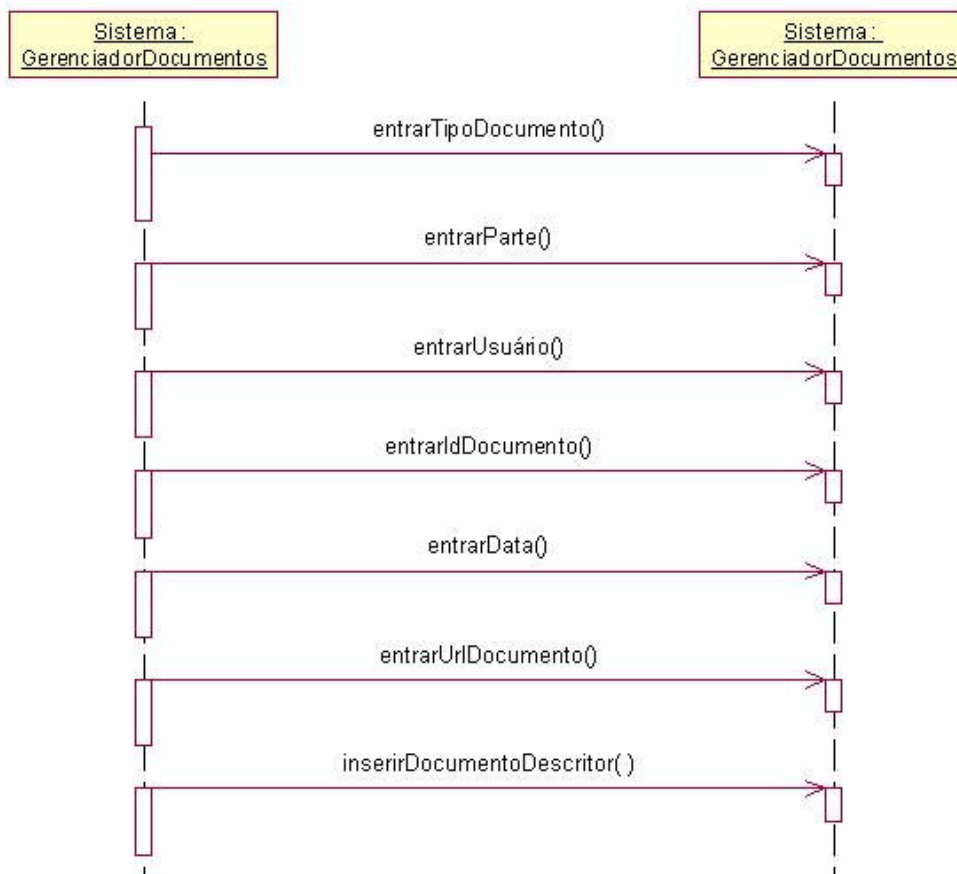 Sistema :
GerenciadorDocumentos
Sistema :
GerenciadorDocumentos
entrarTipoDocumento()
entrarParte()
entrarUsuário()
entrarIdDocumento()
entrarData()
entrarUrlDocumento()
inserirDocumentoDescritor( )